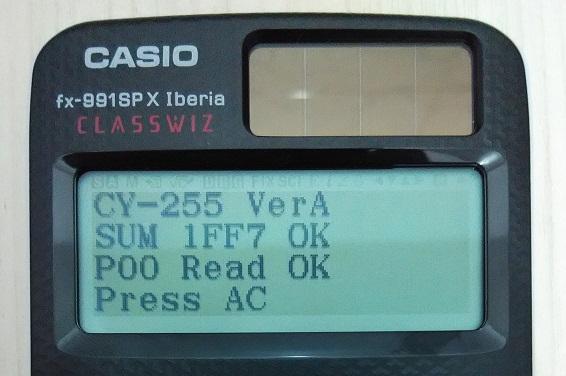 CASIO
fx-991SP X Iberia
CLASSWIZ
CY-255 VerA
SUM 1FF7 OK
P00 Read OK
Press AC